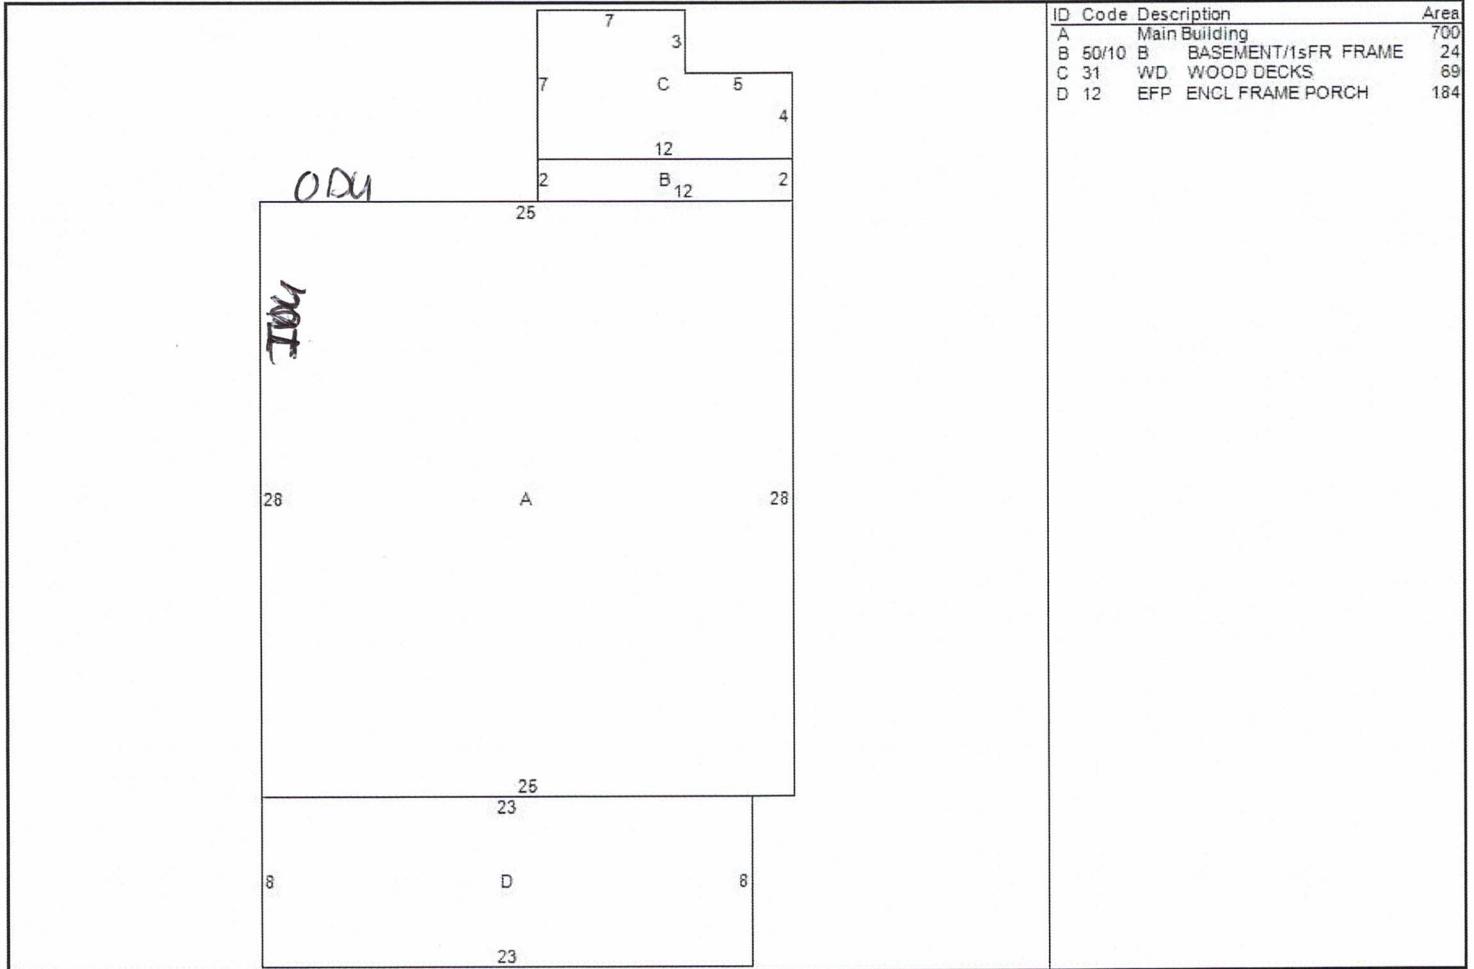 ID Code Description Area
A Main Building 700
B 50/10 B BASEMENT/1sFR FRAME 24
C 31 WD WOOD DECKS 69
D 12 EFP ENCL FRAME PORCH 184
7
3
7 C 5
4
12
2 B 12 2
ODU
25
IDU
28 A 28
25
23
8 D 8
23